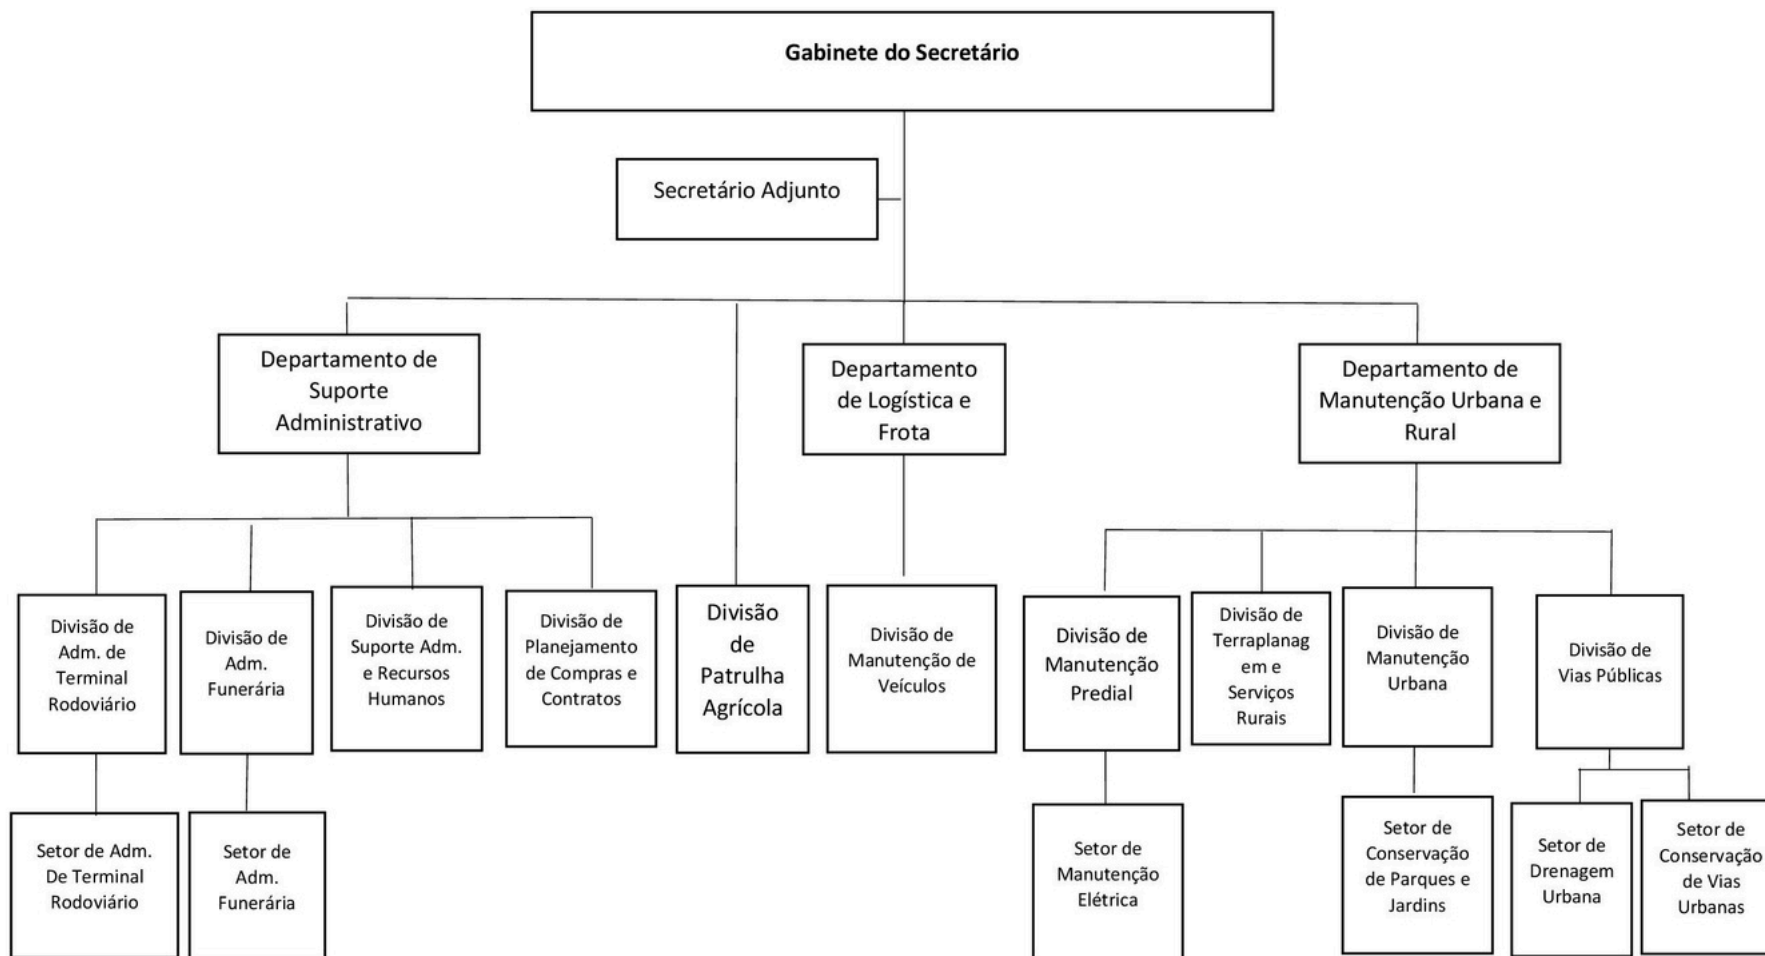 Gabinete do Secretário
Secretário Adjunto
Departamento de
Suporte
Administrativo
Departamento
de Logística e
Frota
Departamento de
Manutenção Urbana e
Rural
Divisão de
Adm. de
Terminal
Rodoviário
Divisão de
Adm.
Funerária
Divisão de
Suporte Adm.
e Recursos
Humanos
Divisão de
Planejamento
de Compras e
Contratos
Divisão
de
Patrulha
Agrícola
Divisão de
Manutenção de
Veículos
Divisão de
Manutenção
Predial
Divisão de
Terraplanag
em e
Serviços
Rurais
Divisão de
Manutenção
Urbana
Divisão de
Vias Públicas
Setor de Adm.
De Terminal
Rodoviário
Setor de
Adm.
Funerária
Setor de
Manutenção
Elétrica
Setor de
Conservação
de Parques e
Jardins
Setor de
Drenagem
Urbana
Setor de
Conservação
de Vias
Urbanas